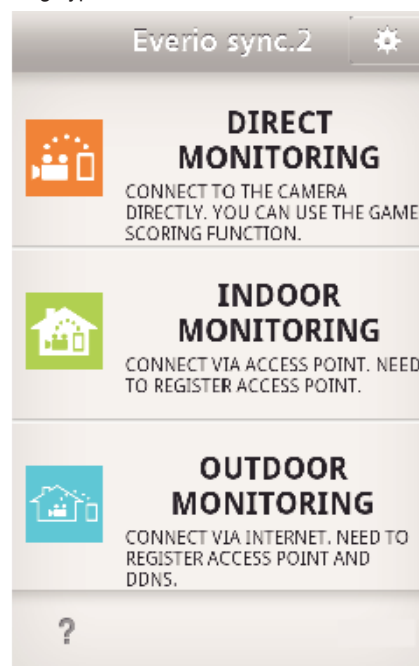 Everio sync.2
DIRECT
MONITORING
CONNECT TO THE CAMERA
DIRECTLY. YOU CAN USE THE GAME
SCORING FUNCTION.
INDOOR
MONITORING
CONNECT VIA ACCESS POINT. NEED
TO REGISTER ACCESS POINT.
OUTDOOR
MONITORING
CONNECT VIA INTERNET. NEED TO
REGISTER ACCESS POINT AND
DDNS.
?